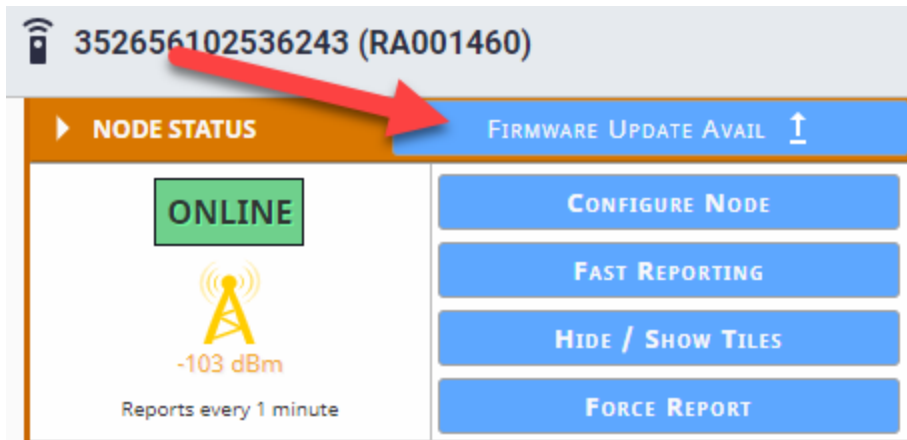 352656102536243 (RA001460)
NODE STATUS
FIRMWARE UPDATE AVAIL
ONLINE
-103 dBm
Reports every 1 minute
CONFIGURE NODE
FAST REPORTING
HIDE / SHOW TILES
FORCE REPORT